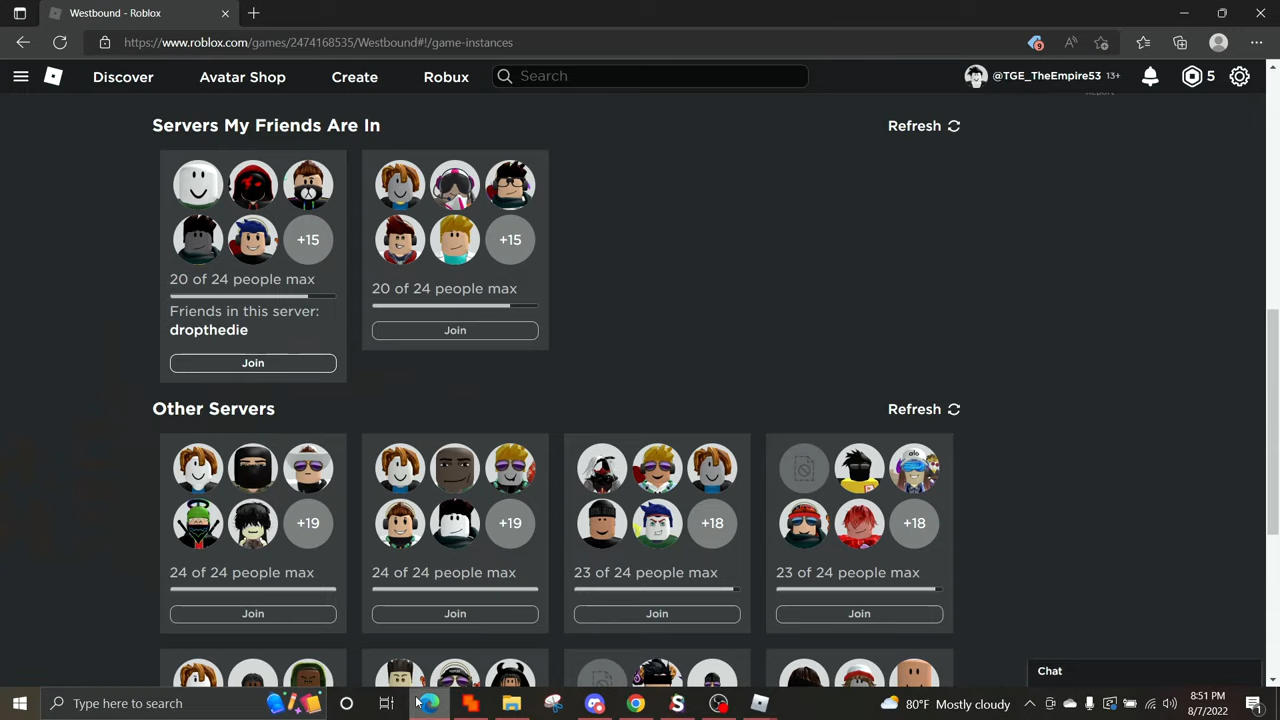 Westbound - Roblox
https://www.roblox.com/games/2474168535/Westbound#!/game-instances
9
Discover
Avatar Shop
Create
Robux
Search
@TGE_TheEmpire53 13+
5
Report
Servers My Friends Are In
Refresh
+15
+15
20 of 24 people max
20 of 24 people max
Friends in this server:
dropthedie
Join
Join
Other Servers
Refresh
alo
+19
+19
+18
+18
24 of 24 people max
24 of 24 people max
23 of 24 people max
23 of 24 people max
Join
Join
Join
Join
Chat
Type here to search
80°F Mostly cloudy
8:51 PM
8/7/2022
1